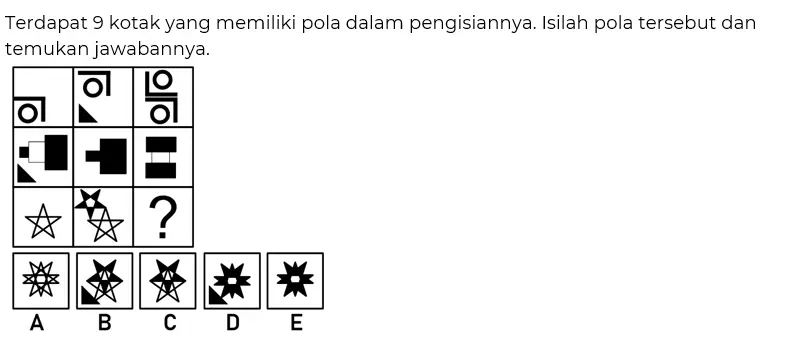 Terdapat 9 kotak yang memiliki pola dalam pengisiannya. Isilah pola tersebut dan
temukan jawabannya.
?
A B C D E